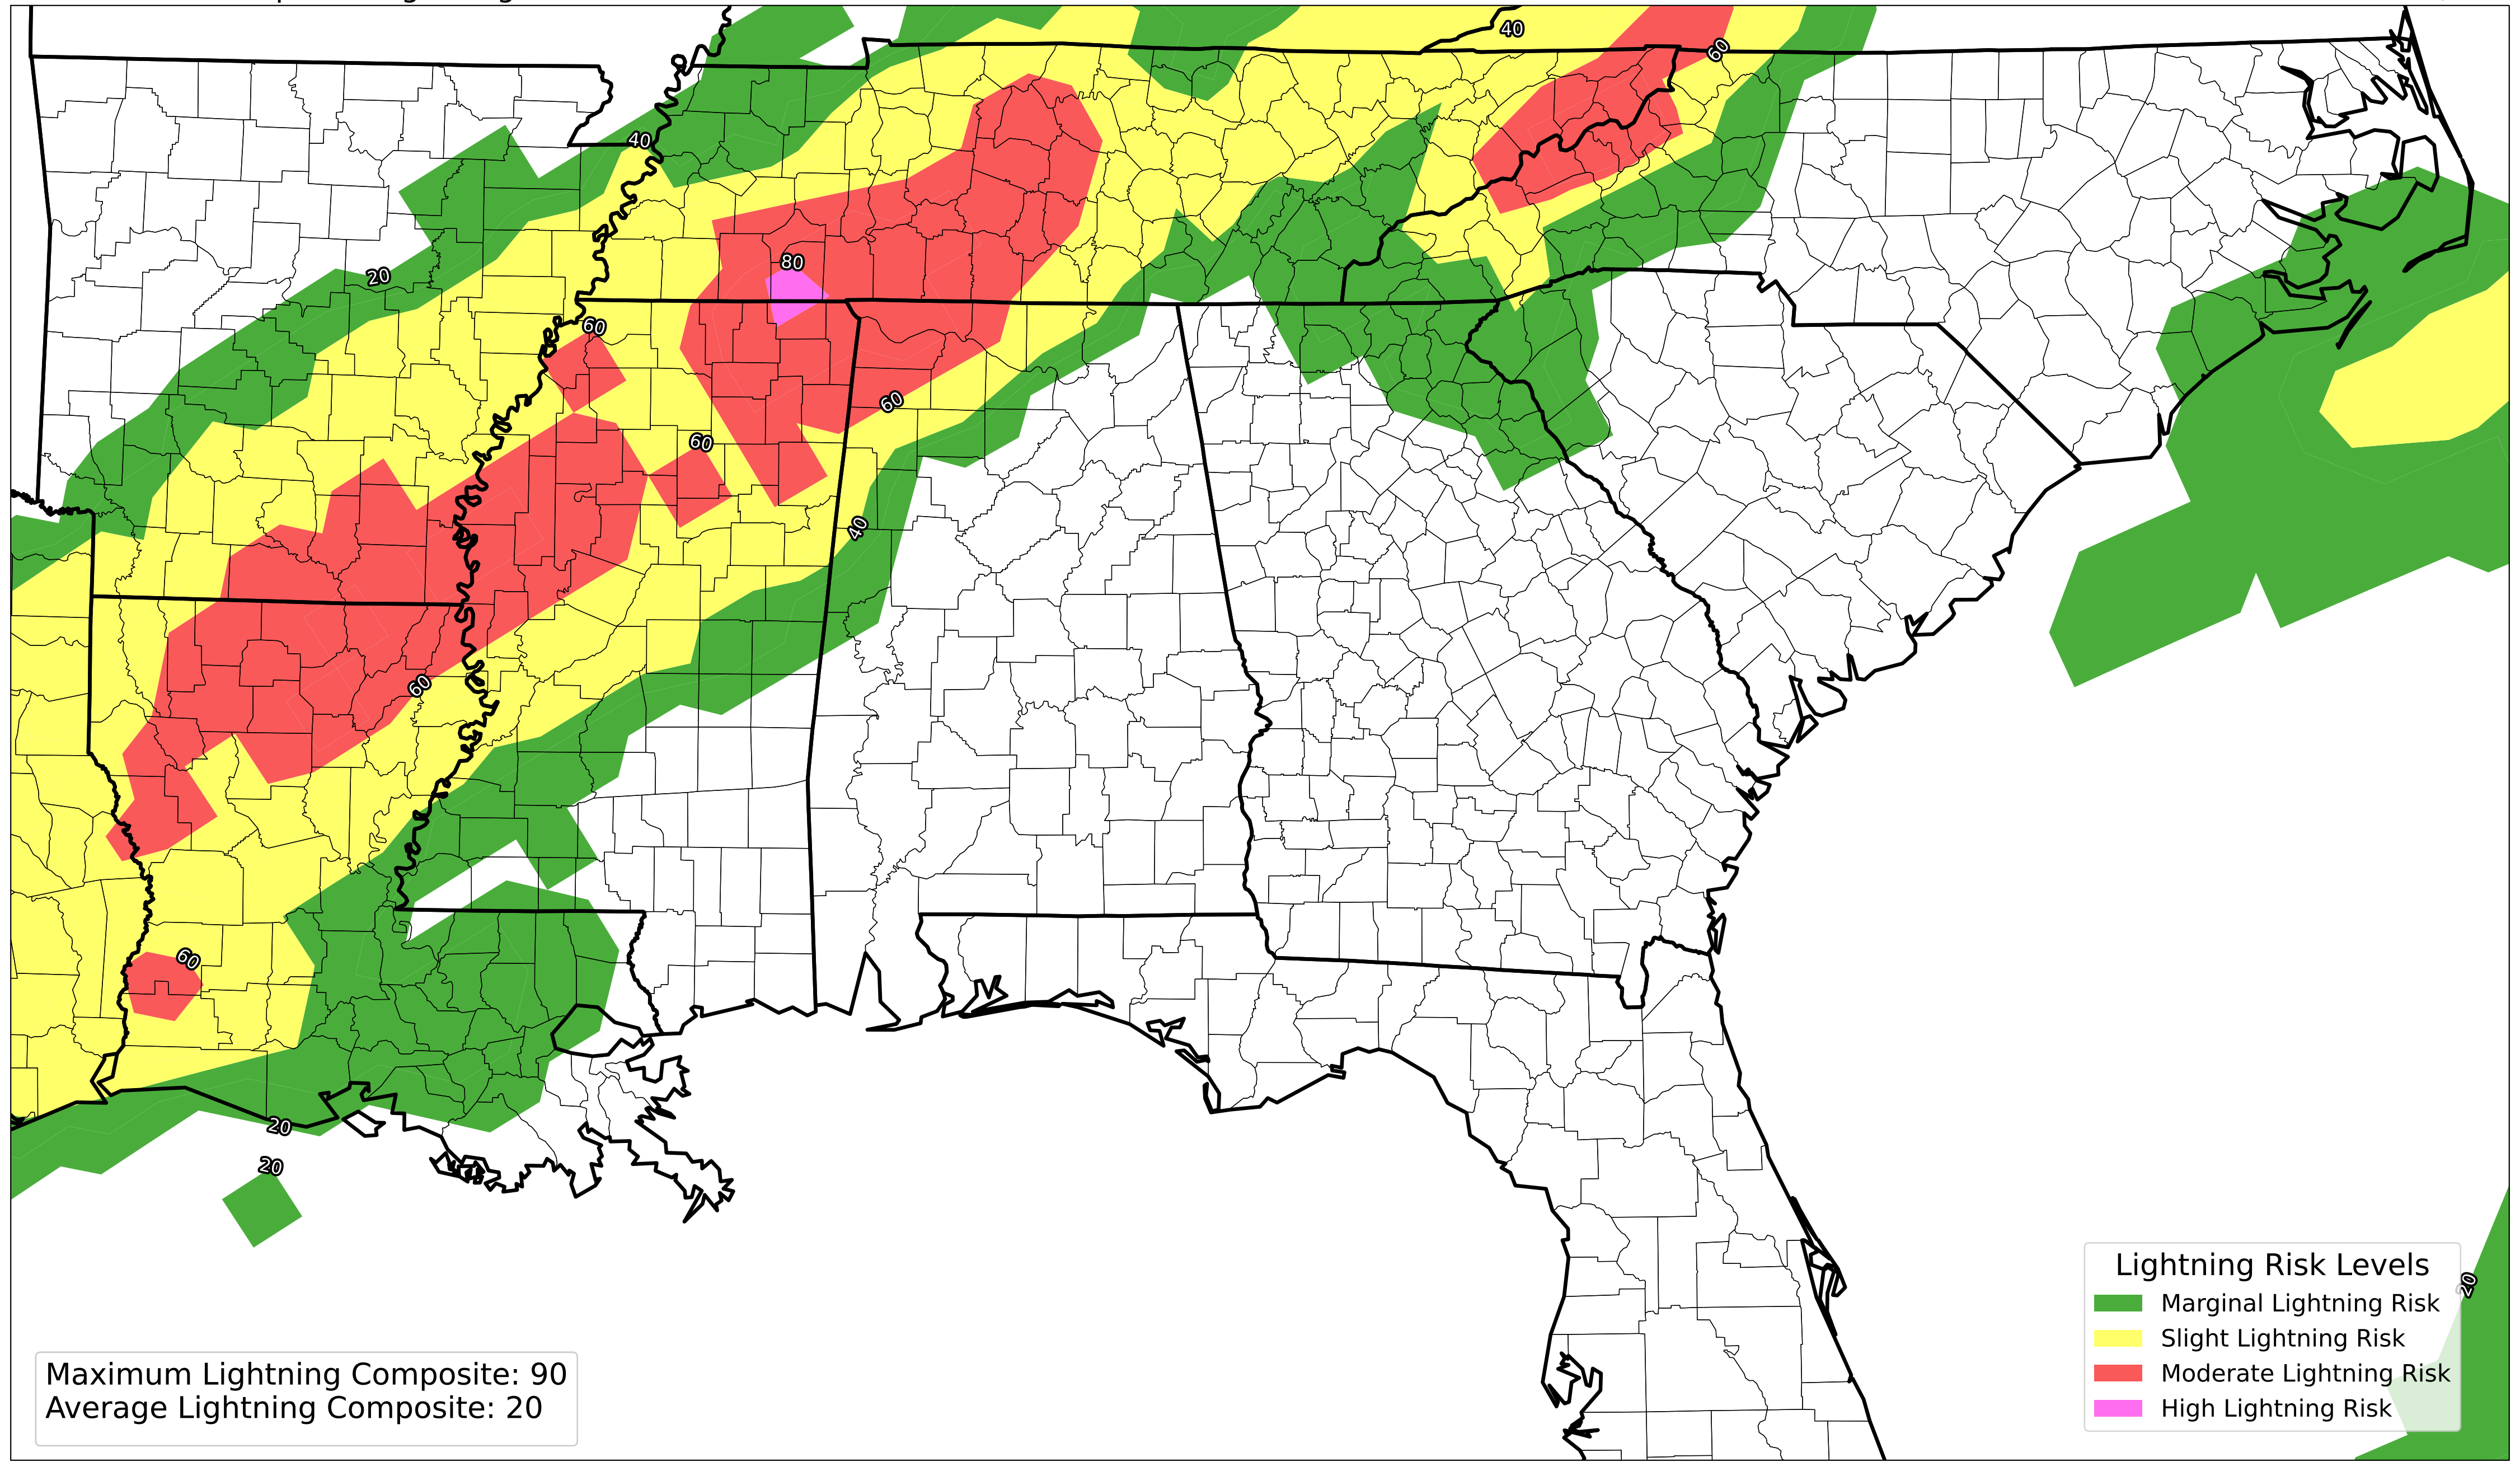 40
60
40
20
80
60
60
60
40
60
60
20
20
20
Lightning Risk Levels
Marginal Lightning Risk
Slight Lightning Risk
Moderate Lightning Risk
High Lightning Risk
Maximum Lightning Composite: 90
Average Lightning Composite: 20